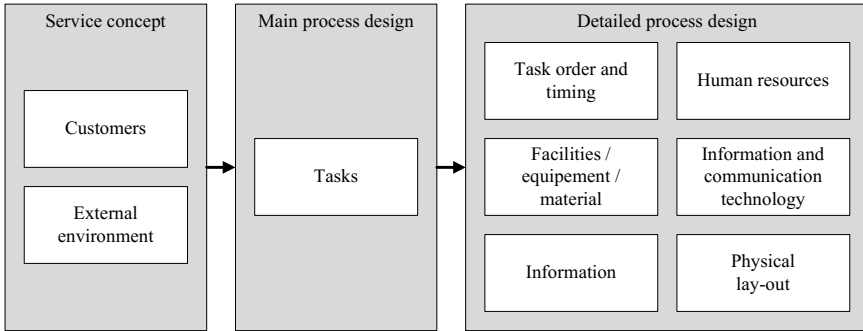 Service concept
Customers
External
environment
Main process design
Tasks
Detailed process design
Task order and
timing
Human resources
Facilities /
equipement /
material
Information and
communication
technology
Information
Physical
lay-out